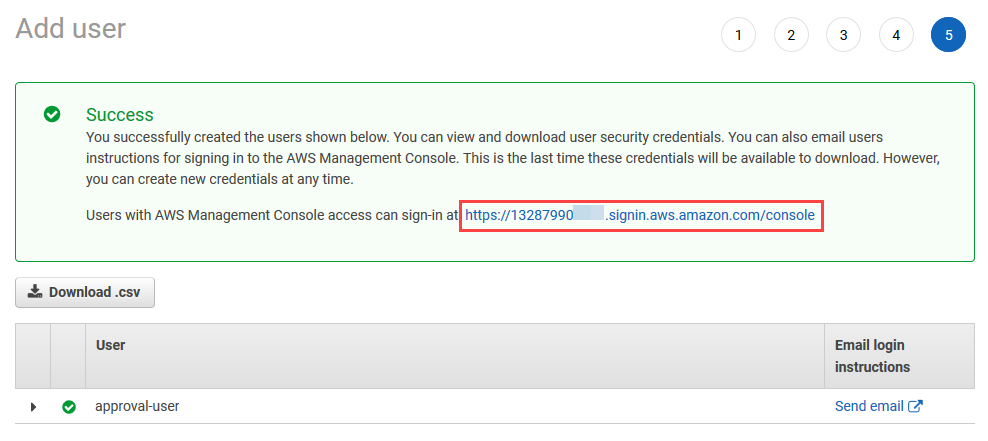 Add user
1 2 3 4 5
Success
You successfully created the users shown below. You can view and download user security credentials. You can also email users
instructions for signing in to the AWS Management Console. This is the last time these credentials will be available to download. However,
you can create new credentials at any time.
Users with AWS Management Console access can sign-in at https://13287990 .signin.aws.amazon.com/console
Download .csv
User
Email login
instructions
approval-user
Send email